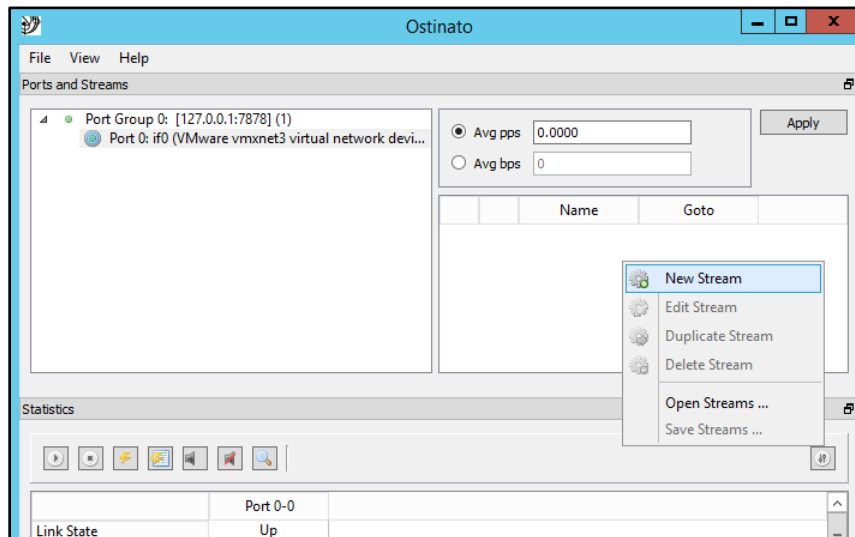 Ostinato
File View Help
Ports and Streams
Port Group 0: [127.0.0.1:7878] (1)
Port 0: if0 (VMware vmxnet3 virtual network devi...
Avg pps 0.0000
Avg bps 0
Apply
Name Goto
New Stream
Edit Stream
Duplicate Stream
Delete Stream
Open Streams ...
Save Streams ...
Statistics
Port 0-0
Link State Up